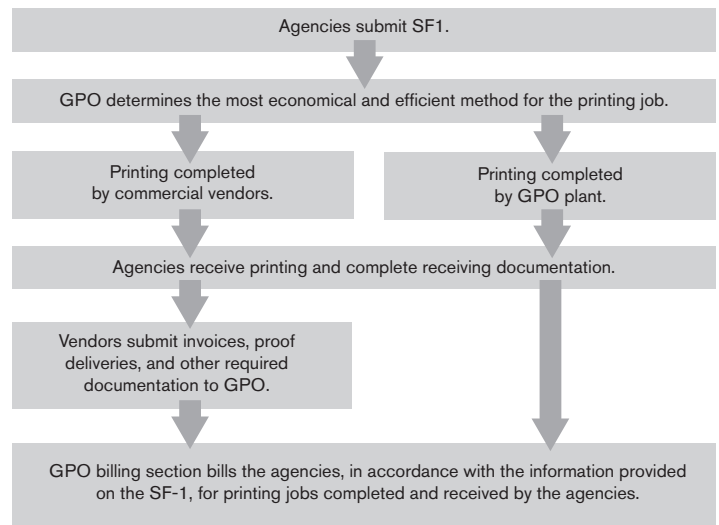 Agencies submit SF1.
GPO determines the most economical and efficient method for the printing job.
Printing completed
by commercial vendors.
Printing completed
by GPO plant.
Agencies receive printing and complete receiving documentation.
Vendors submit invoices, proof
deliveries, and other required
documentation to GPO.
GPO billing section bills the agencies, in accordance with the information provided
on the SF-1, for printing jobs completed and received by the agencies.